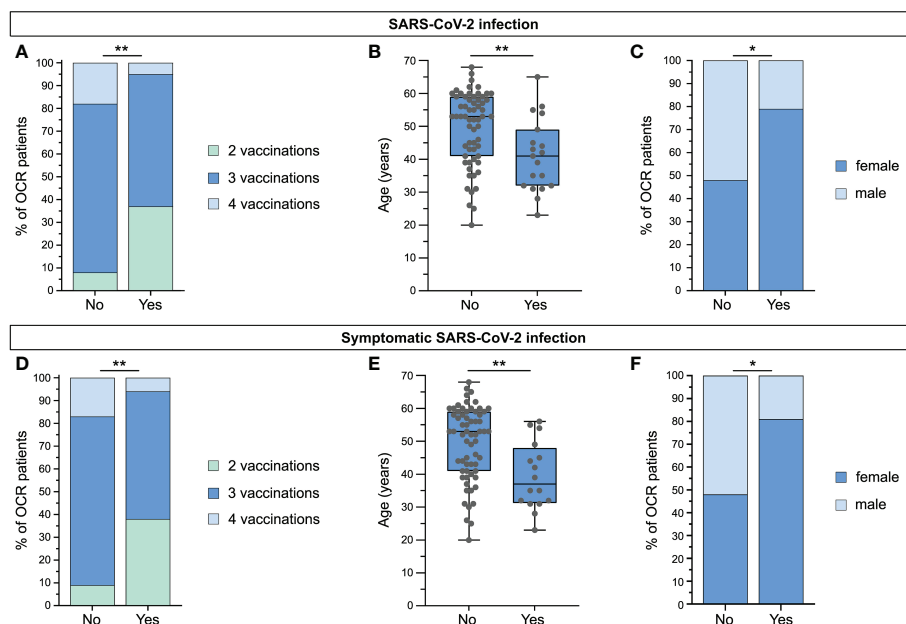 SARS-CoV-2 infection
A
**
% of OCR patients
100
90
80
70
60
50
40
30
20
10
0
No Yes
2 vaccinations
3 vaccinations
4 vaccinations
B
**
Age (years)
70
60
50
40
30
20
10
0
No Yes
C
*
% of OCR patients
100
90
80
70
60
50
40
30
20
10
0
No Yes
female
male
Symptomatic SARS-CoV-2 infection
D
**
% of OCR patients
100
90
80
70
60
50
40
30
20
10
0
No Yes
2 vaccinations
3 vaccinations
4 vaccinations
E
**
Age (years)
70
60
50
40
30
20
10
0
No Yes
F
*
% of OCR patients
100
90
80
70
60
50
40
30
20
10
0
No Yes
female
male